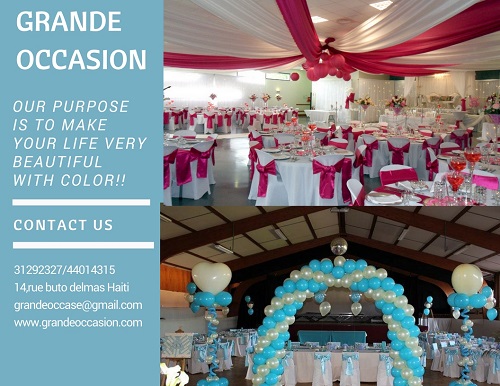 GRANDE
OCCASION
OUR PURPOSE
IS TO MAKE
YOUR LIFE VERY
BEAUTIFUL
WITH COLOR!!
CONTACT US
31292327/44014315
14,rue buto delmas Haiti
grandeoccase@gmail.com
www.grandeoccasion.com